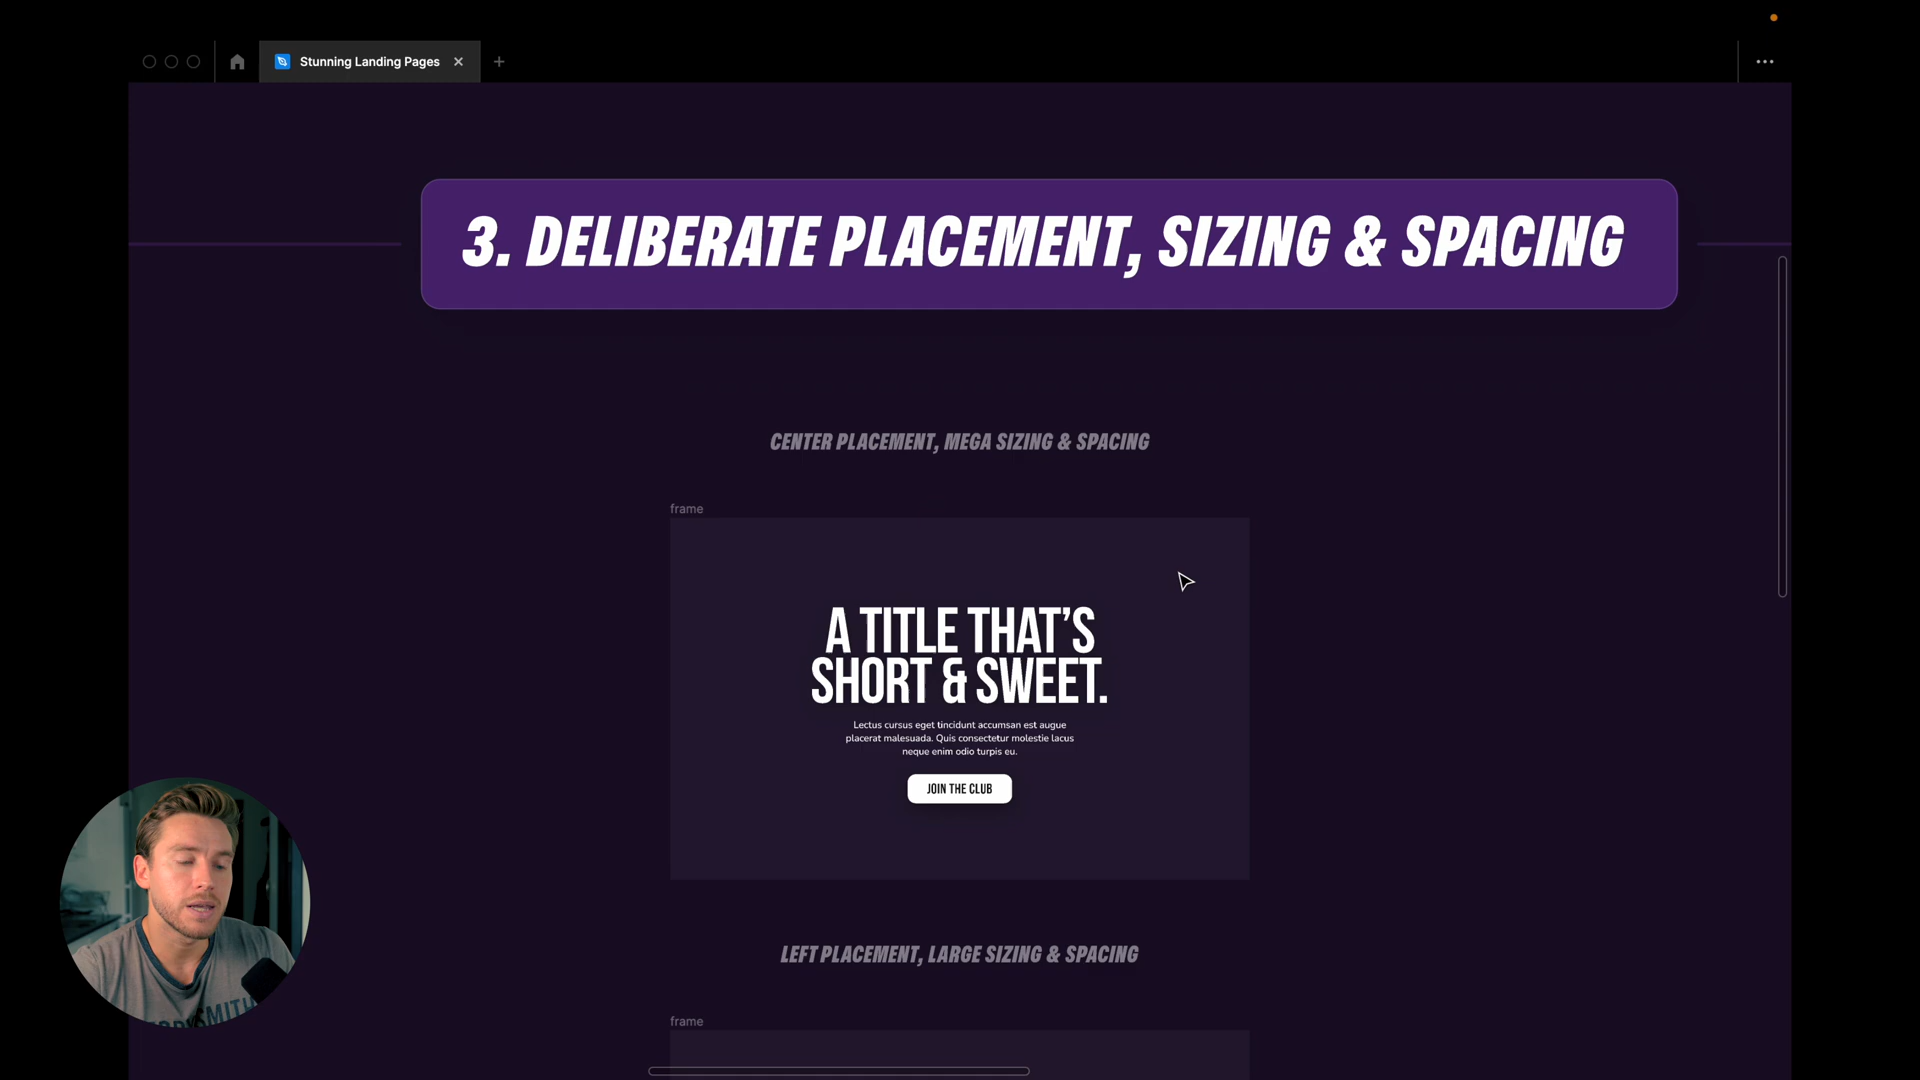 Stunning Landing Pages
3. DELIBERATE PLACEMENT, SIZING & SPACING
CENTER PLACEMENT, MEGA SIZING & SPACING
frame
A TITLE THAT'S
SHORT & SWEET.
Lectus cursus eget tincidunt accumsan est augue
placerat malesuada. Quis consectetur molestie lacus
neque enim odio turpis eu.
JOIN THE CLUB
LEFT PLACEMENT, LARGE SIZING & SPACING
frame